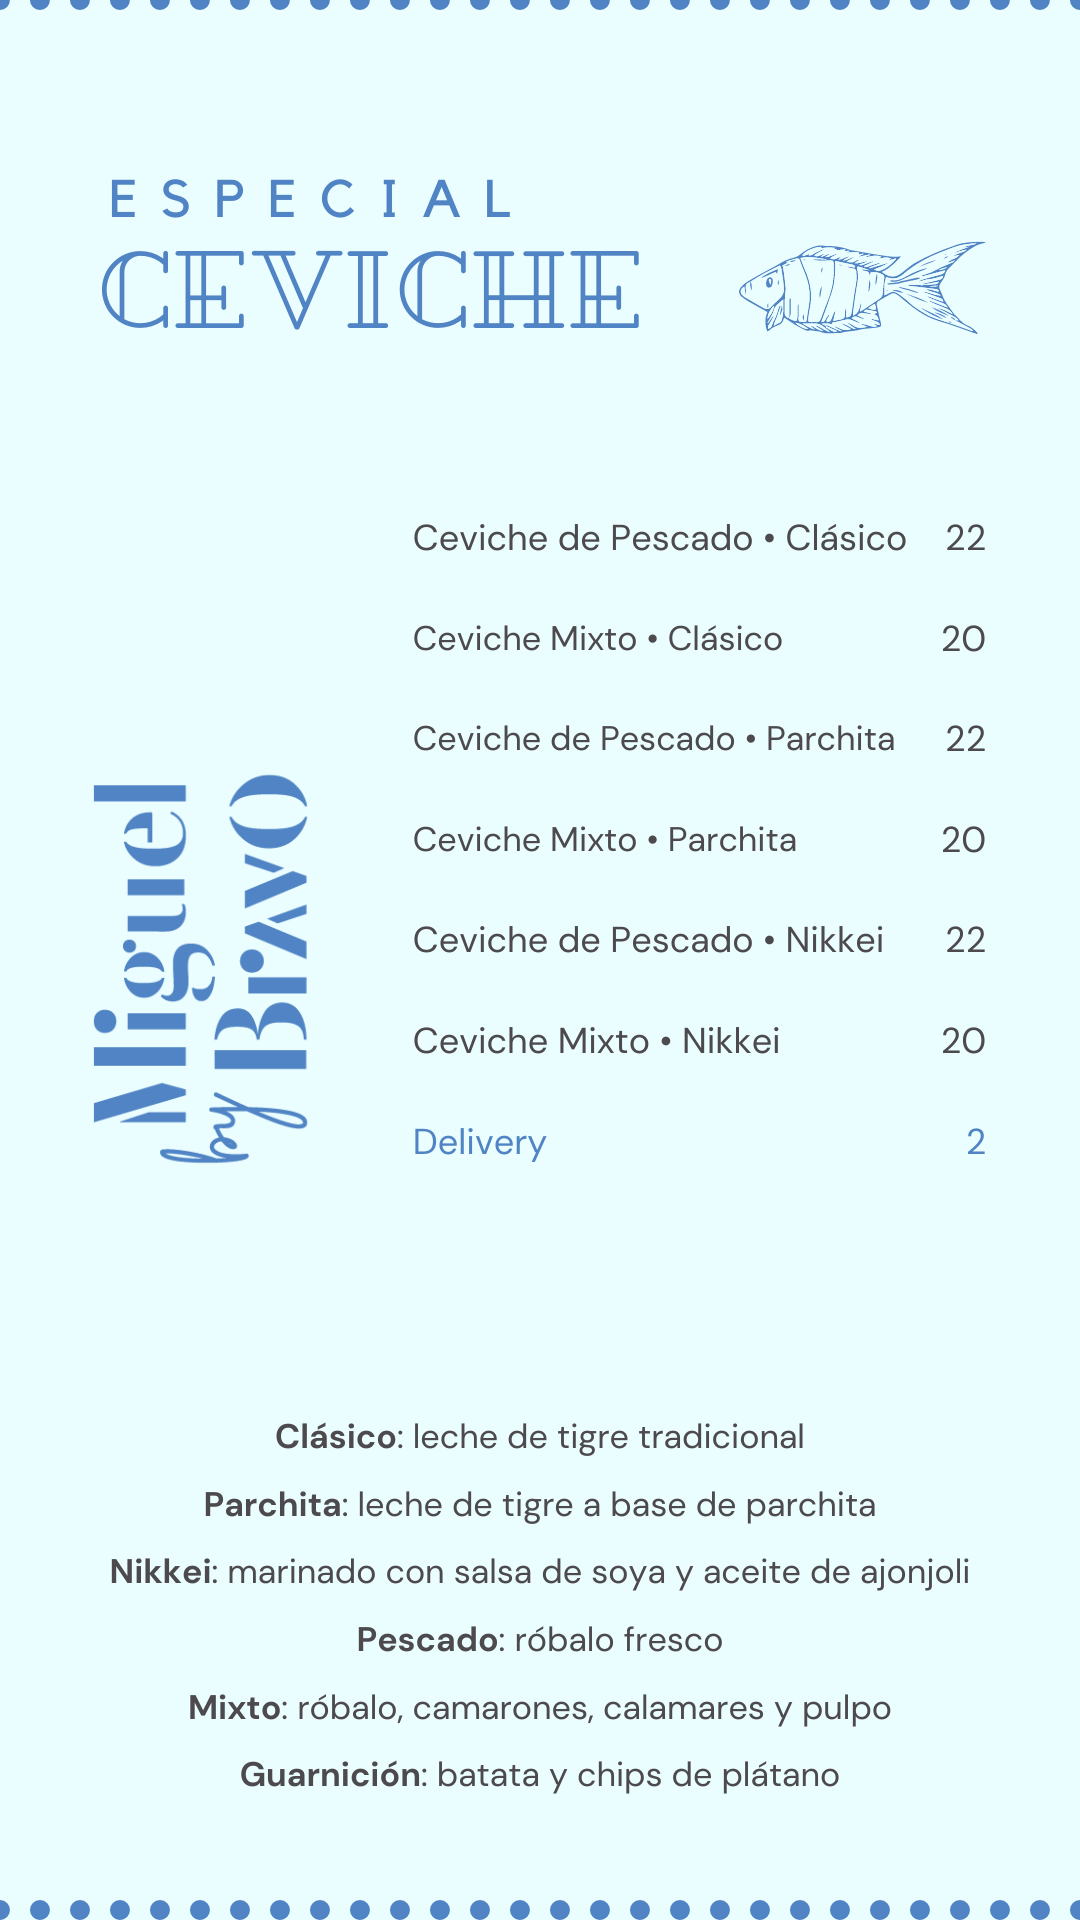 ESPECIAL
CEVICHE
Ceviche de Pescado • Clásico 22
Ceviche Mixto • Clásico 20
Ceviche de Pescado • Parchita 22
Ceviche Mixto • Parchita 20
Ceviche de Pescado • Nikkei 22
Ceviche Mixto • Nikkei 20
Delivery 2
Miguel
by Bravo
Clásico: leche de tigre tradicional
Parchita: leche de tigre a base de parchita
Nikkei: marinado con salsa de soya y aceite de ajonjoli
Pescado: róbalo fresco
Mixto: róbalo, camarones, calamares y pulpo
Guarnición: batata y chips de plátano